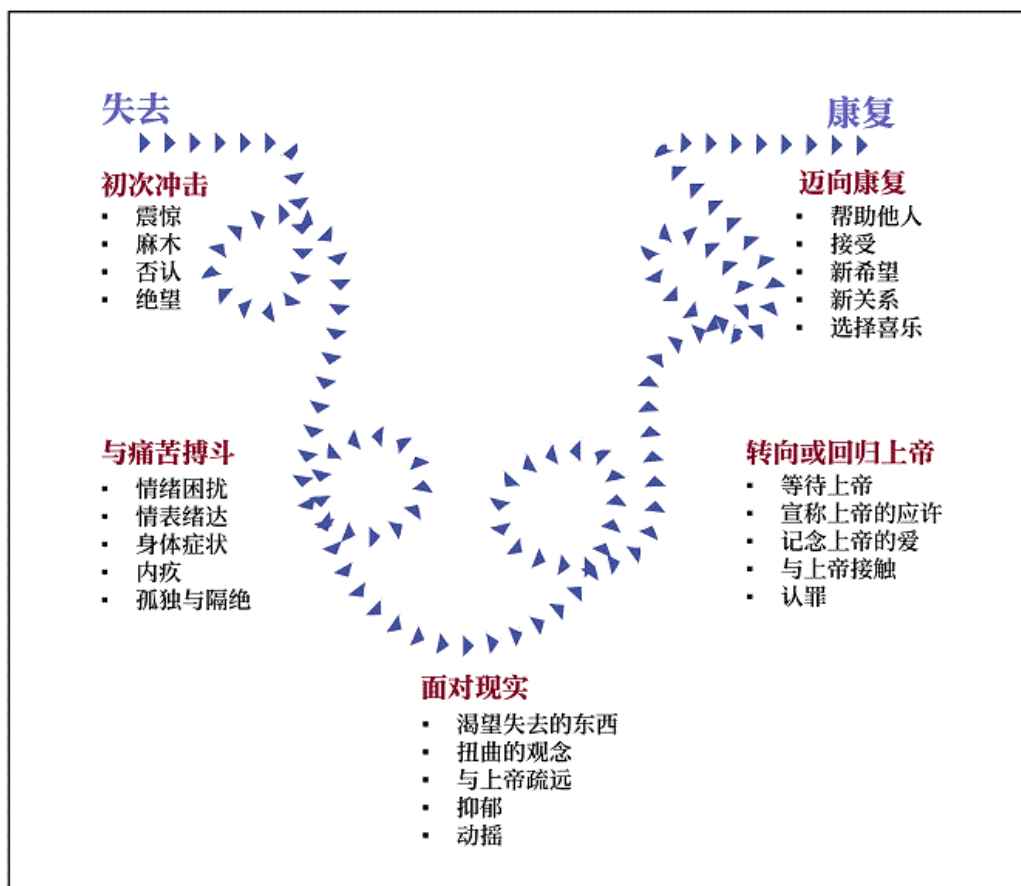 失去
初次冲击
▪ 震惊
▪ 麻木
▪ 否认
▪ 绝望
与痛苦搏斗
▪ 情绪困扰
▪ 情表绪达
▪ 身体症状
▪ 内疚
▪ 孤独与隔绝
面对现实
▪ 渴望失去的东西
▪ 扭曲的观念
▪ 与上帝疏远
▪ 抑郁
▪ 动摇
转向或回归上帝
▪ 等待上帝
▪ 宣称上帝的应许
▪ 记念上帝的爱
▪ 与上帝接触
▪ 认罪
康复
迈向康复
▪ 帮助他人
▪ 接受
▪ 新希望
▪ 新关系
▪ 选择喜乐